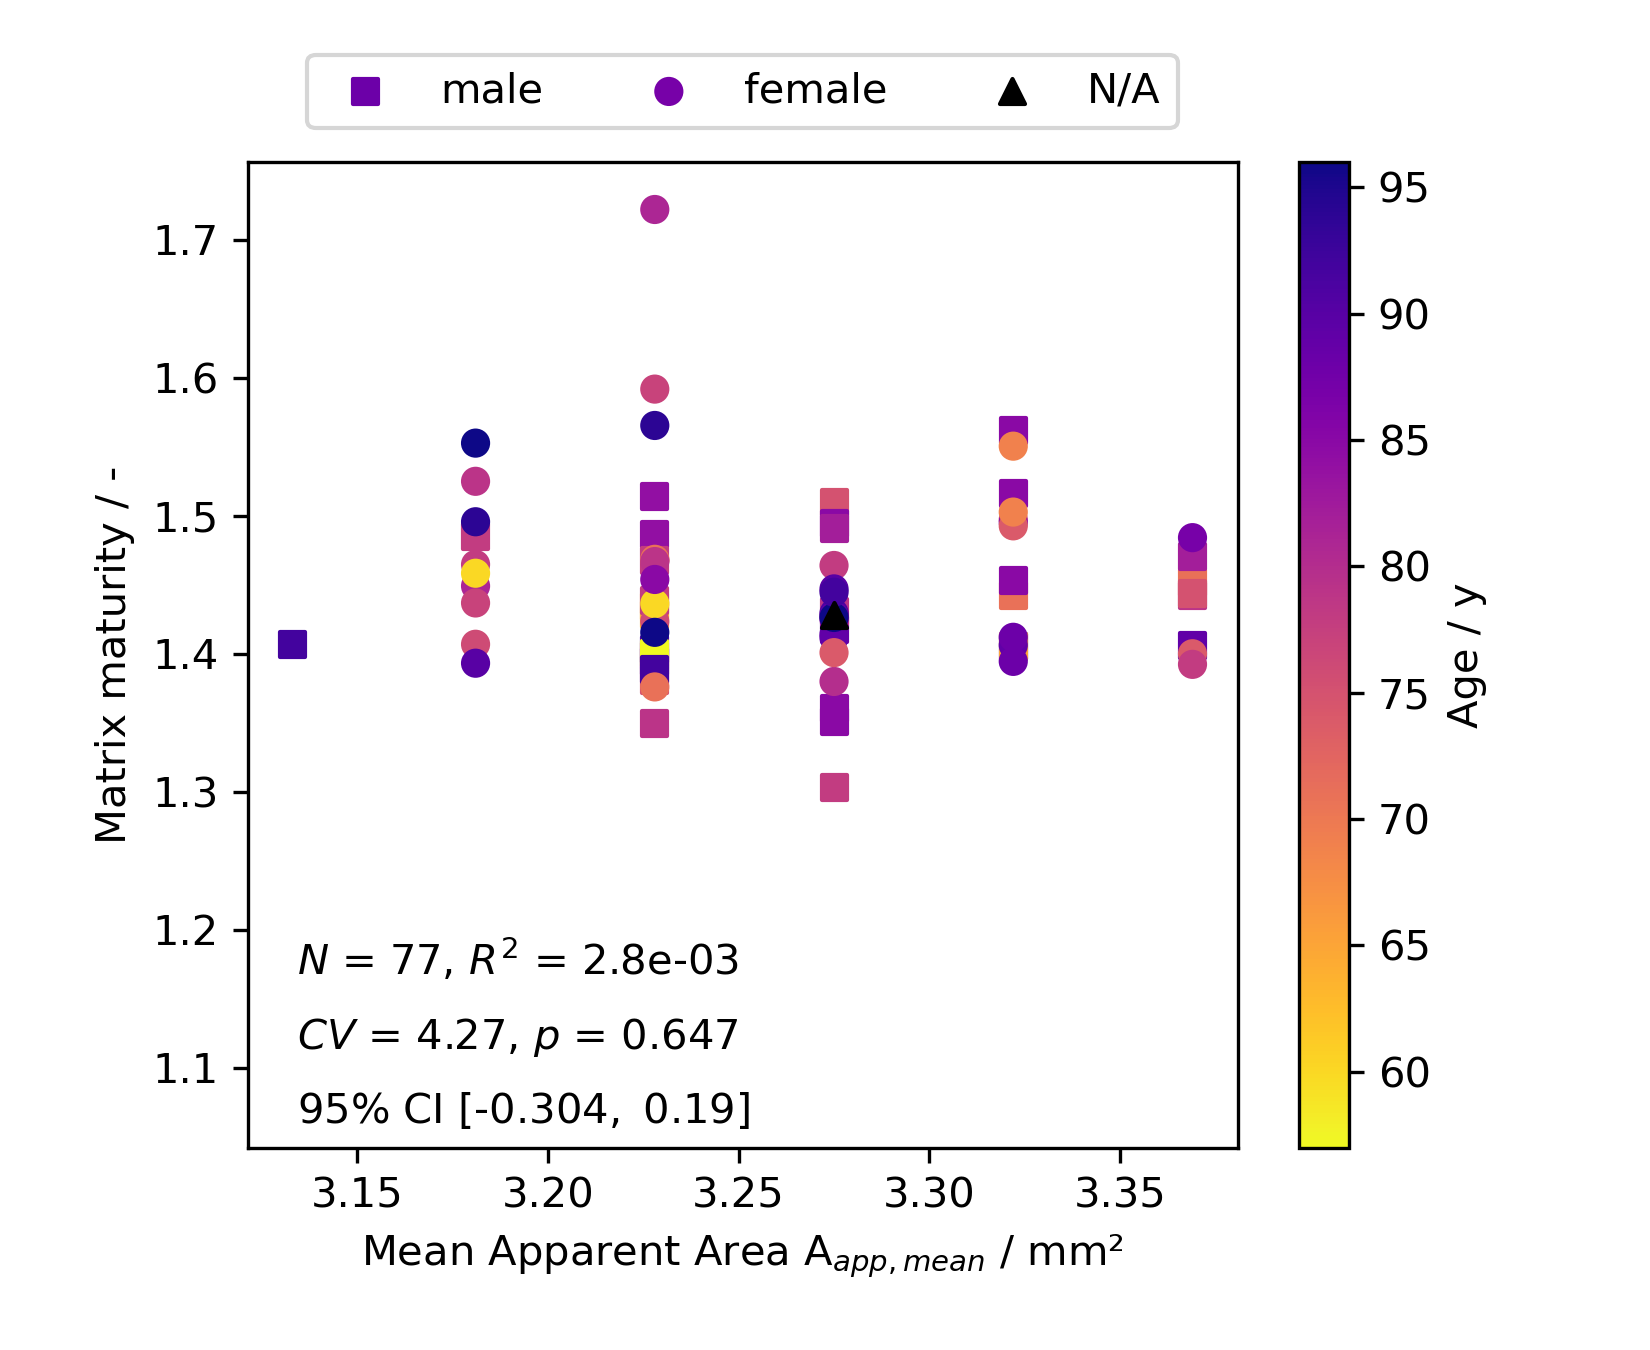 male female N/A
1.7
1.6
1.5
1.4
1.3
1.2
1.1
Matrix maturity / -
N = 77, R² = 2.8e-03
CV = 4.27, p = 0.647
95% CI [-0.304, 0.19]
3.15 3.20 3.25 3.30 3.35
Mean Apparent Area A_app,mean / mm²
95
90
85
80
75
70
65
60
Age / y